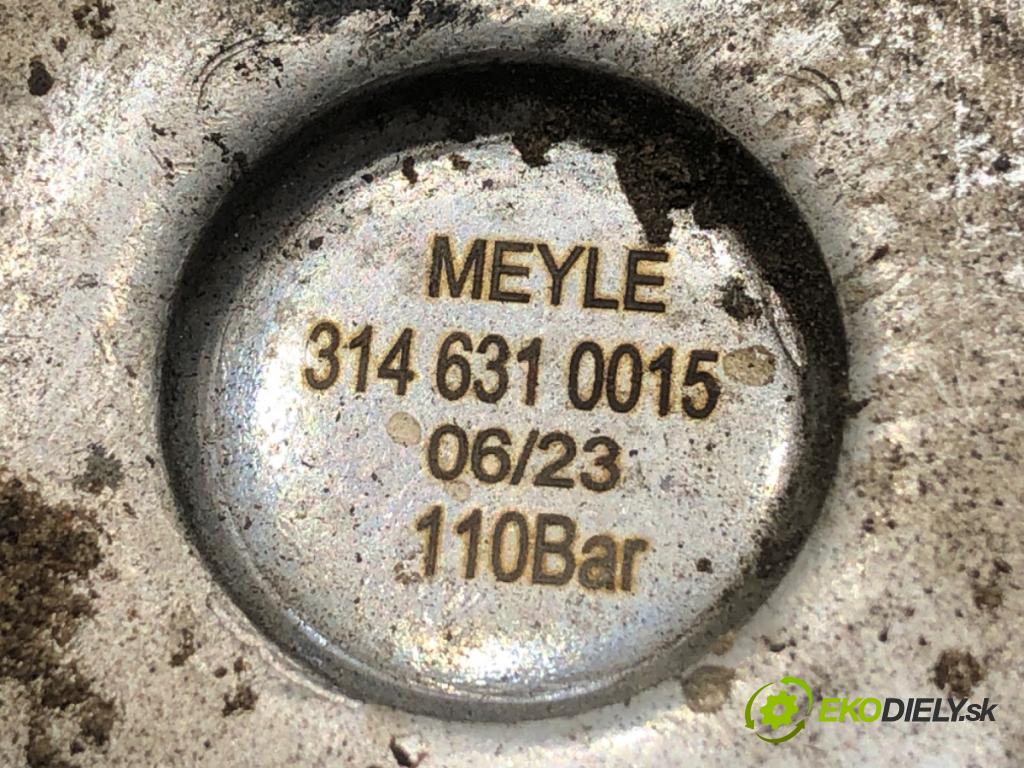 MEYLE
314 631 0015
06/23
110Bar
EKODIELY.sk